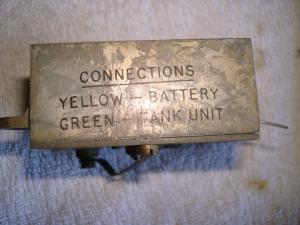 CONNECTIONS
YELLOW - BATTERY
GREEN - TANK UNIT